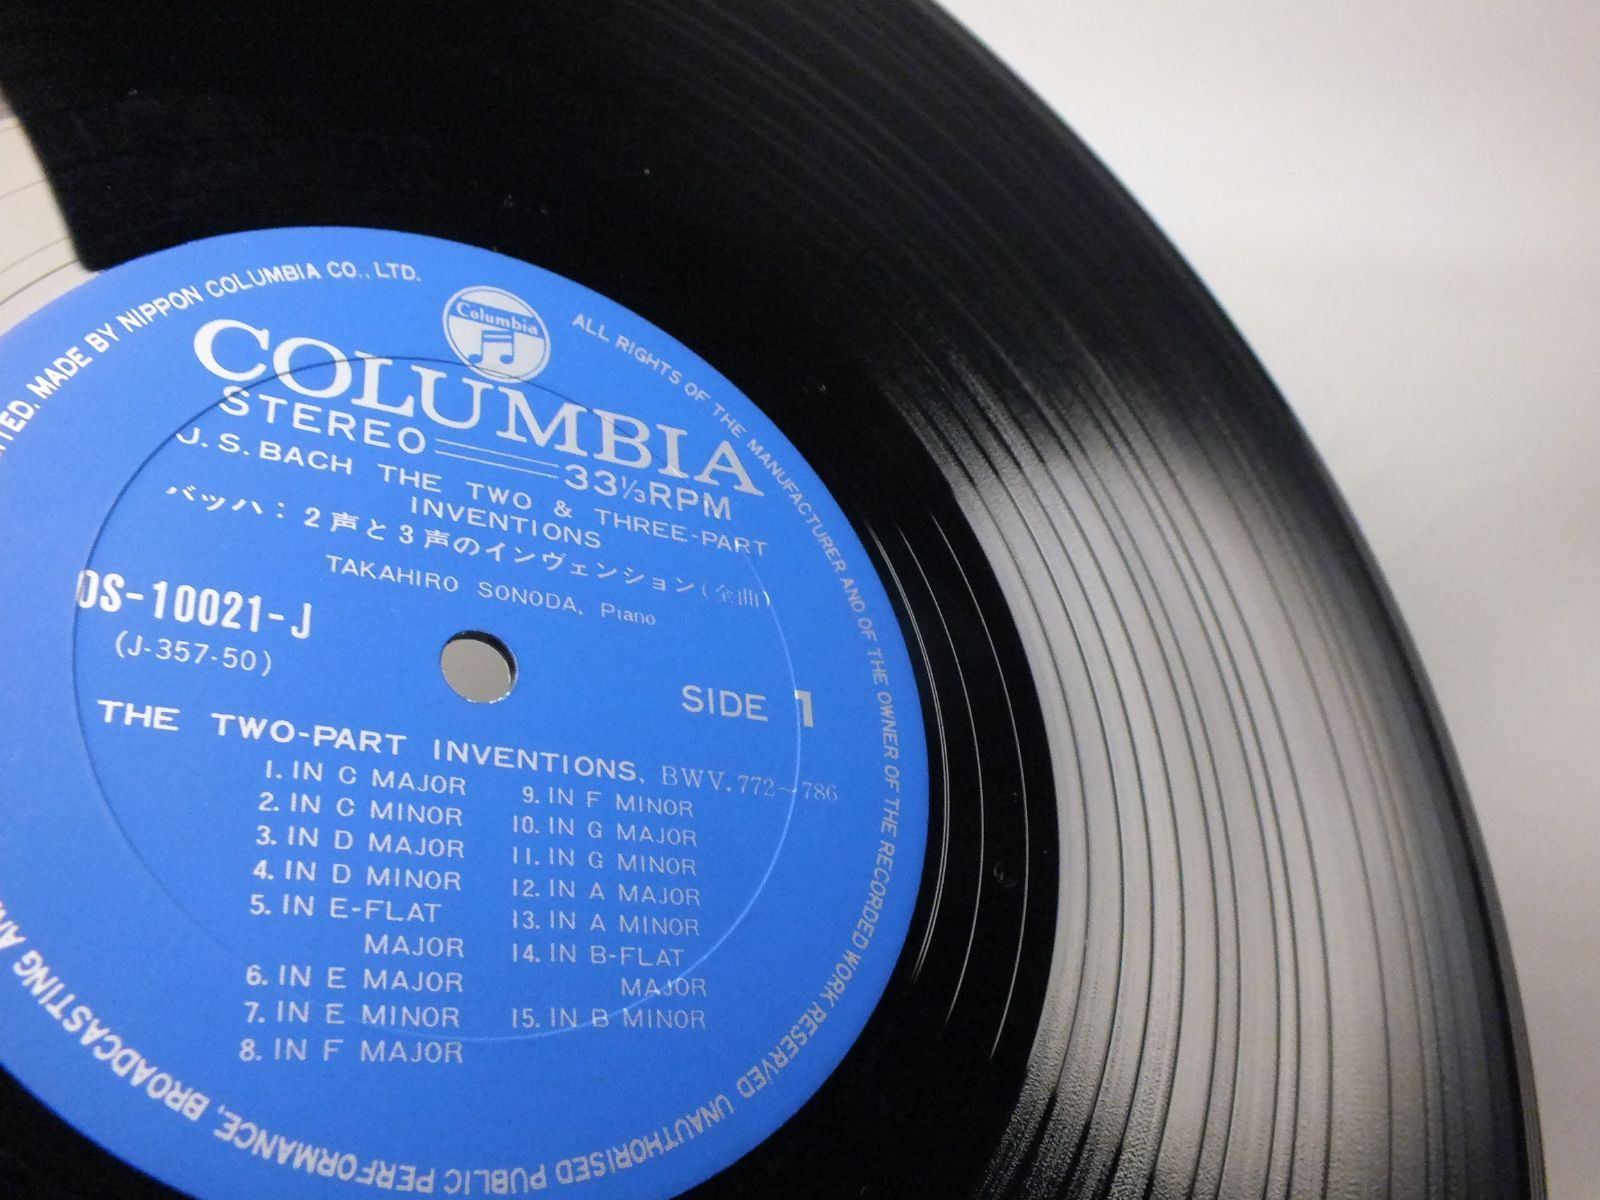 MADE BY NIPPON COLUMBIA CO., LTD.
ALL RIGHTS OF THE MANUFACTURER AND OF THE OWNER OF THE RECORDED WORK RESERVED UNAUTHORISED PUBLIC PERFORMANCE, BROADCASTING
Columbia
COLUMBIA
STEREO 33⅓RPM
J. S. BACH THE TWO & THREE-PART
INVENTIONS
バッハ：2声と3声のインヴェンション(全曲)
TAKAHIRO SONODA, Piano
OS-10021-J
(J-357-50)
SIDE 1
THE TWO-PART INVENTIONS, BWV.772~786
1. IN C MAJOR
2. IN C MINOR
3. IN D MAJOR
4. IN D MINOR
5. IN E-FLAT
MAJOR
6. IN E MAJOR
7. IN E MINOR
8. IN F MAJOR
9. IN F MINOR
10. IN G MAJOR
11. IN G MINOR
12. IN A MAJOR
13. IN A MINOR
14. IN B-FLAT
MAJOR
15. IN B MINOR